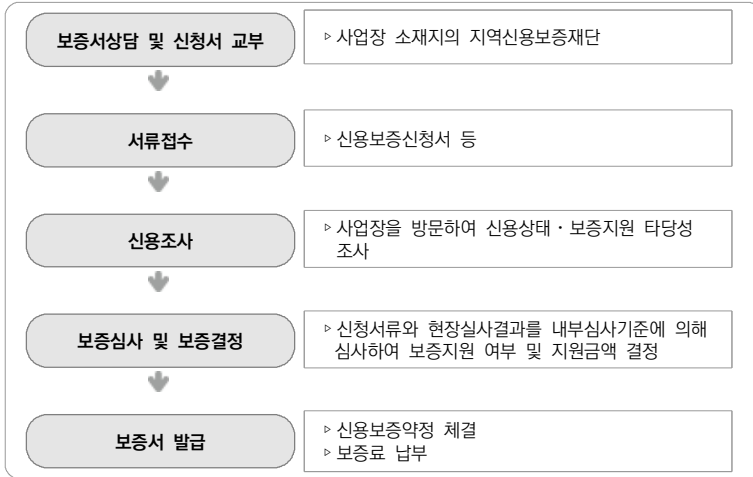 보증서상담 및 신청서 교부
▹사업장 소재지의 지역신용보증재단
서류접수
▹신용보증신청서 등
신용조사
▹사업장을 방문하여 신용상태・보증지원 타당성
조사
보증심사 및 보증결정
▹신청서류와 현장실사결과를 내부심사기준에 의해
심사하여 보증지원 여부 및 지원금액 결정
보증서 발급
▹신용보증약정 체결
▹보증료 납부